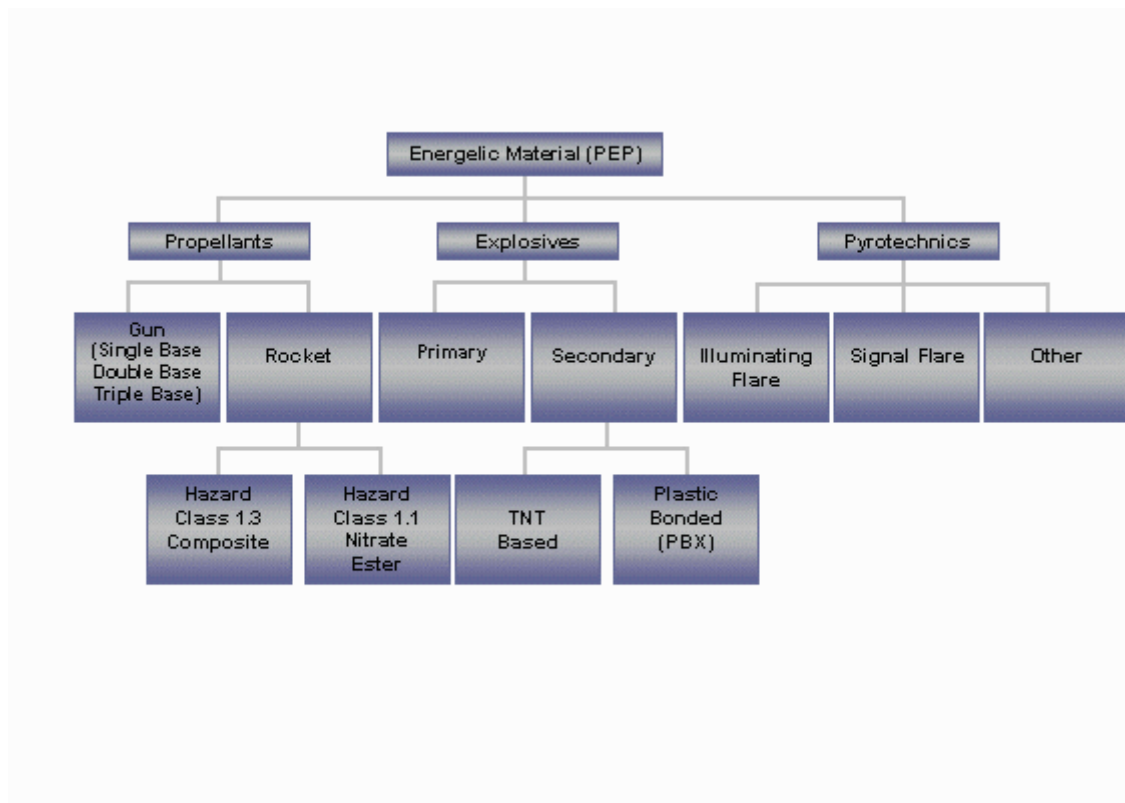 Energelic Material (PEP)
Propellants
Explosives
Pyrotechnics
Gun
(Single Base
Double Base
Triple Base)
Rocket
Primary
Secondary
Illuminating
Flare
Signal Flare
Other
Hazard
Class 1.3
Composite
Hazard
Class 1.1
Nitrate
Ester
TNT
Based
Plastic
Bonded
(PBX)